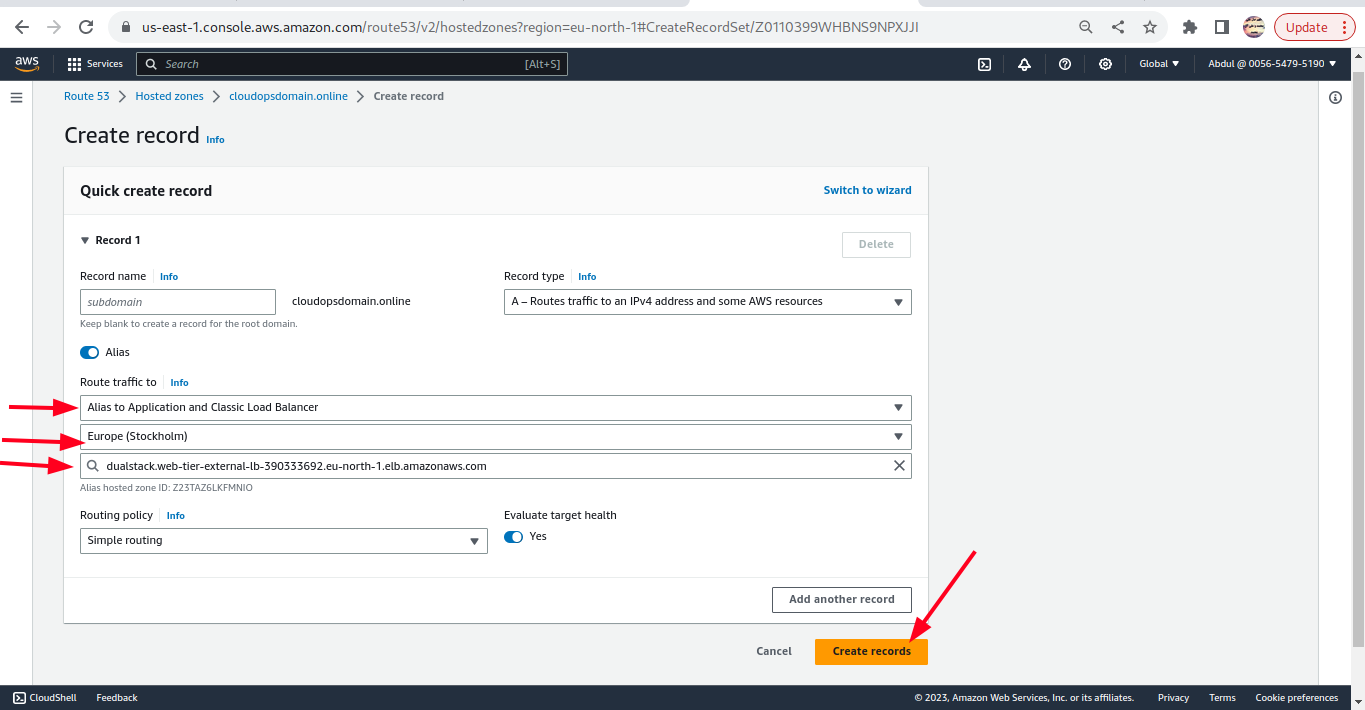 us-east-1.console.aws.amazon.com/route53/v2/hostedzones?region=eu-north-1#CreateRecordSet/Z0110399WHBNS9NPXJJI
Update
aws
Services
Search
[Alt+S]
Global
Abdul @ 0056-5479-5190
Route 53 > Hosted zones > cloudopsdomain.online > Create record
Create record Info
Quick create record
Switch to wizard
Record 1
Delete
Record name Info
Record type Info
subdomain
cloudopsdomain.online
A – Routes traffic to an IPv4 address and some AWS resources
Keep blank to create a record for the root domain.
Alias
Route traffic to Info
Alias to Application and Classic Load Balancer
Europe (Stockholm)
dualstack.web-tier-external-lb-390333692.eu-north-1.elb.amazonaws.com
Alias hosted zone ID: Z23TAZ6LKFMNIO
Routing policy Info
Evaluate target health
Simple routing
Yes
Add another record
Cancel
Create records
CloudShell
Feedback
© 2023, Amazon Web Services, Inc. or its affiliates.
Privacy
Terms
Cookie preferences